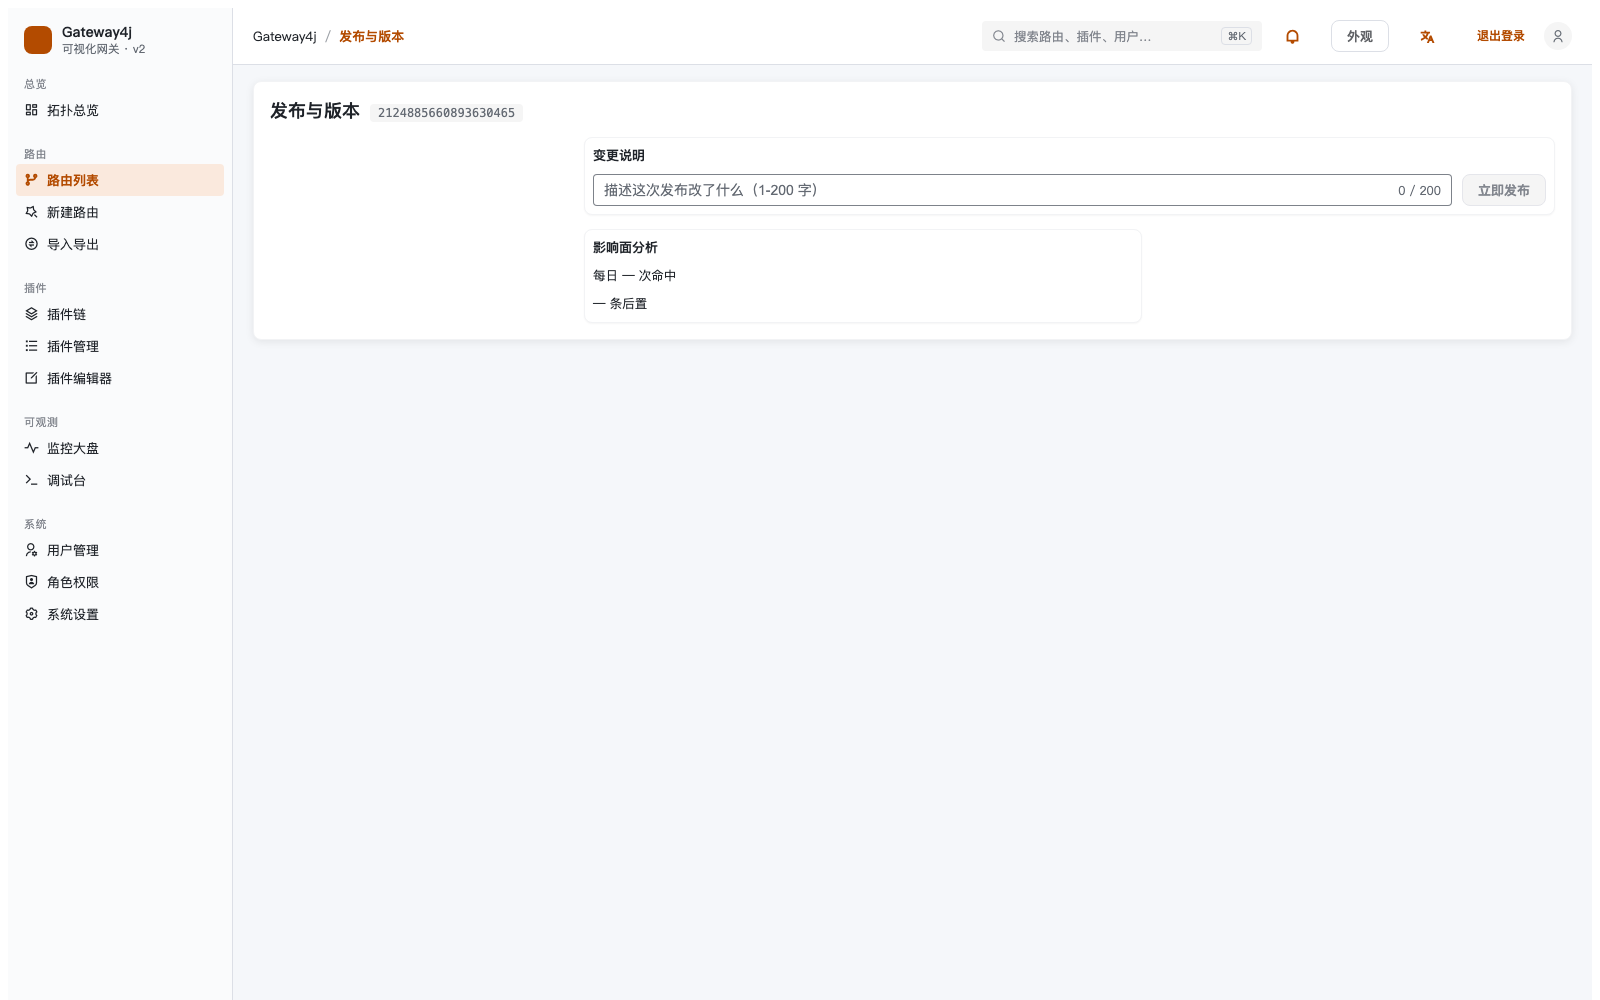 Gateway4j
可视化网关 · v2
总览
拓扑总览
路由
路由列表
新建路由
导入导出
插件
插件链
插件管理
插件编辑器
可观测
监控大盘
调试台
系统
用户管理
角色权限
系统设置
Gateway4j / 发布与版本
搜索路由、插件、用户... ⌘K
外观
退出登录
发布与版本 2124885660893630465
变更说明
描述这次发布改了什么（1-200 字） 0 / 200
立即发布
影响面分析
每日 — 次命中
— 条后置